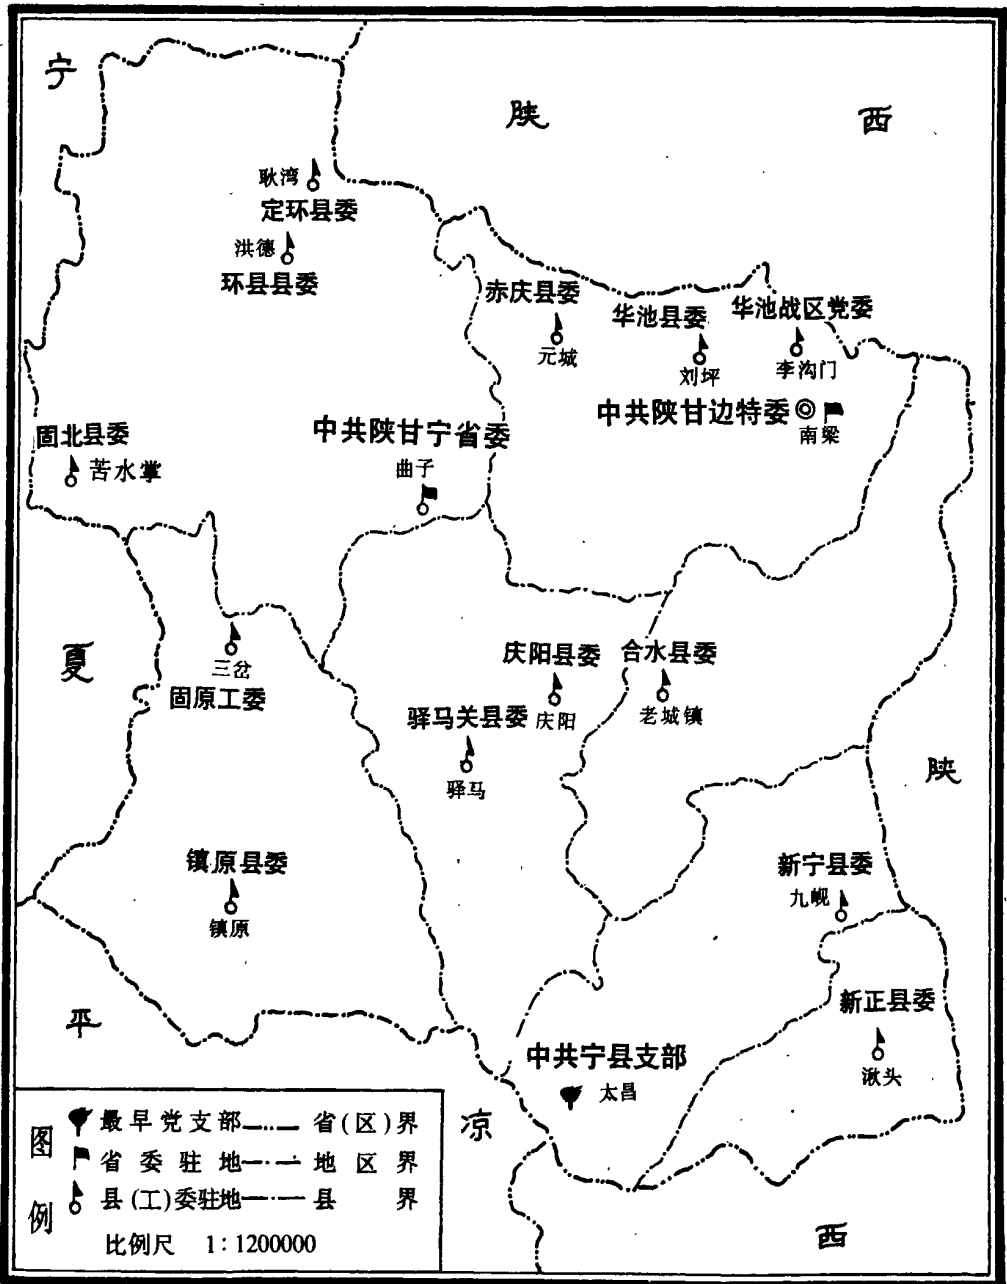 宁
陕
西
耿湾
定环县委
洪德
环县县委
赤庆县委
元城
华池县委
刘坪
华池战区党委
李沟门
中共陕甘边特委
南梁
固北县委
苦水掌
中共陕甘宁省委
曲子
夏
三岔
固原工委
庆阳县委
庆阳
合水县委
老城镇
驿马关县委
驿马
陕
镇原县委
镇原
新宁县委
九岘
平
新正县委
湫头
中共宁县支部
太昌
凉
西
图例
最早党支部
省(区)界
省委驻地
地区界
县(工)委驻地
县界
比例尺 1:1200000